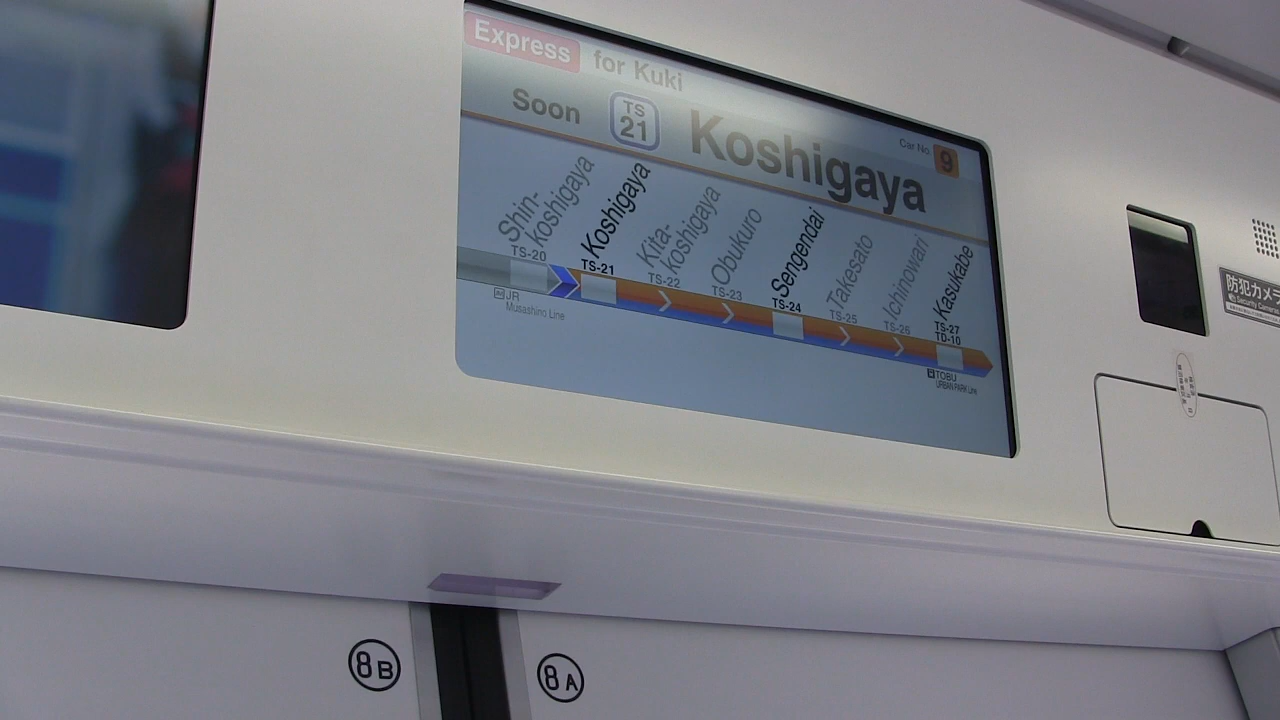 Express for Kuki
Soon TS 21 Koshigaya Car No 9
Shin-koshigaya
Koshigaya
Kita-koshigaya
Obukuro
Sengendai
Takesato
Ichinowari
Kasukabe
TS-20
TS-21
TS-22
TS-23
TS-24
TS-25
TS-26
TS-27
TD-10
JR
Musashino Line
TOBU
URBAN PARK Line
防犯カメラ
8B
8A